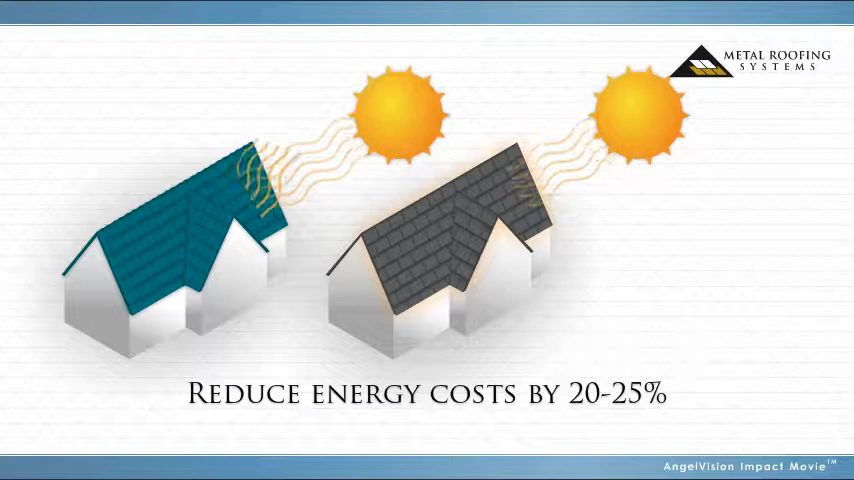 METAL ROOFING
SYSTEMS
REDUCE ENERGY COSTS BY 20-25%
AngelVision Impact Movie™